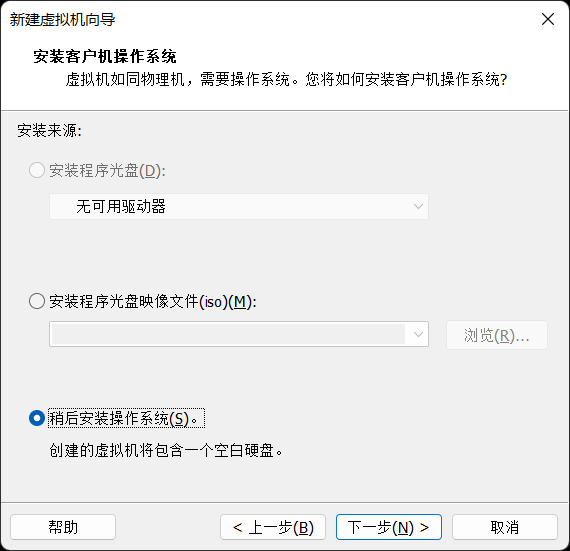 新建虚拟机向导
安装客户机操作系统
虚拟机如同物理机，需要操作系统。您将如何安装客户机操作系统?
安装来源:
安装程序光盘(D):
无可用驱动器
安装程序光盘映像文件(iso)(M):
浏览(R)...
稍后安装操作系统(S)。
创建的虚拟机将包含一个空白硬盘。
帮助
< 上一步(B)
下一步(N) >
取消